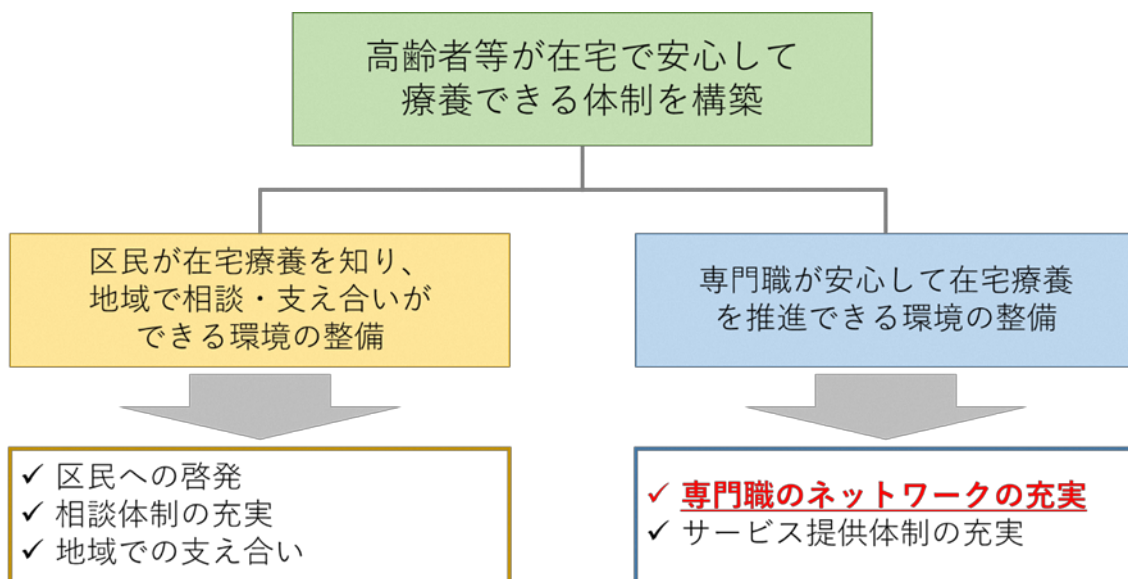 高齢者等が在宅で安心して
療養できる体制を構築
区民が在宅療養を知り、
地域で相談・支え合いが
できる環境の整備
専門職が安心して在宅療養
を推進できる環境の整備
✓ 区民への啓発
✓ 相談体制の充実
✓ 地域での支え合い
✓ 専門職のネットワークの充実
✓ サービス提供体制の充実